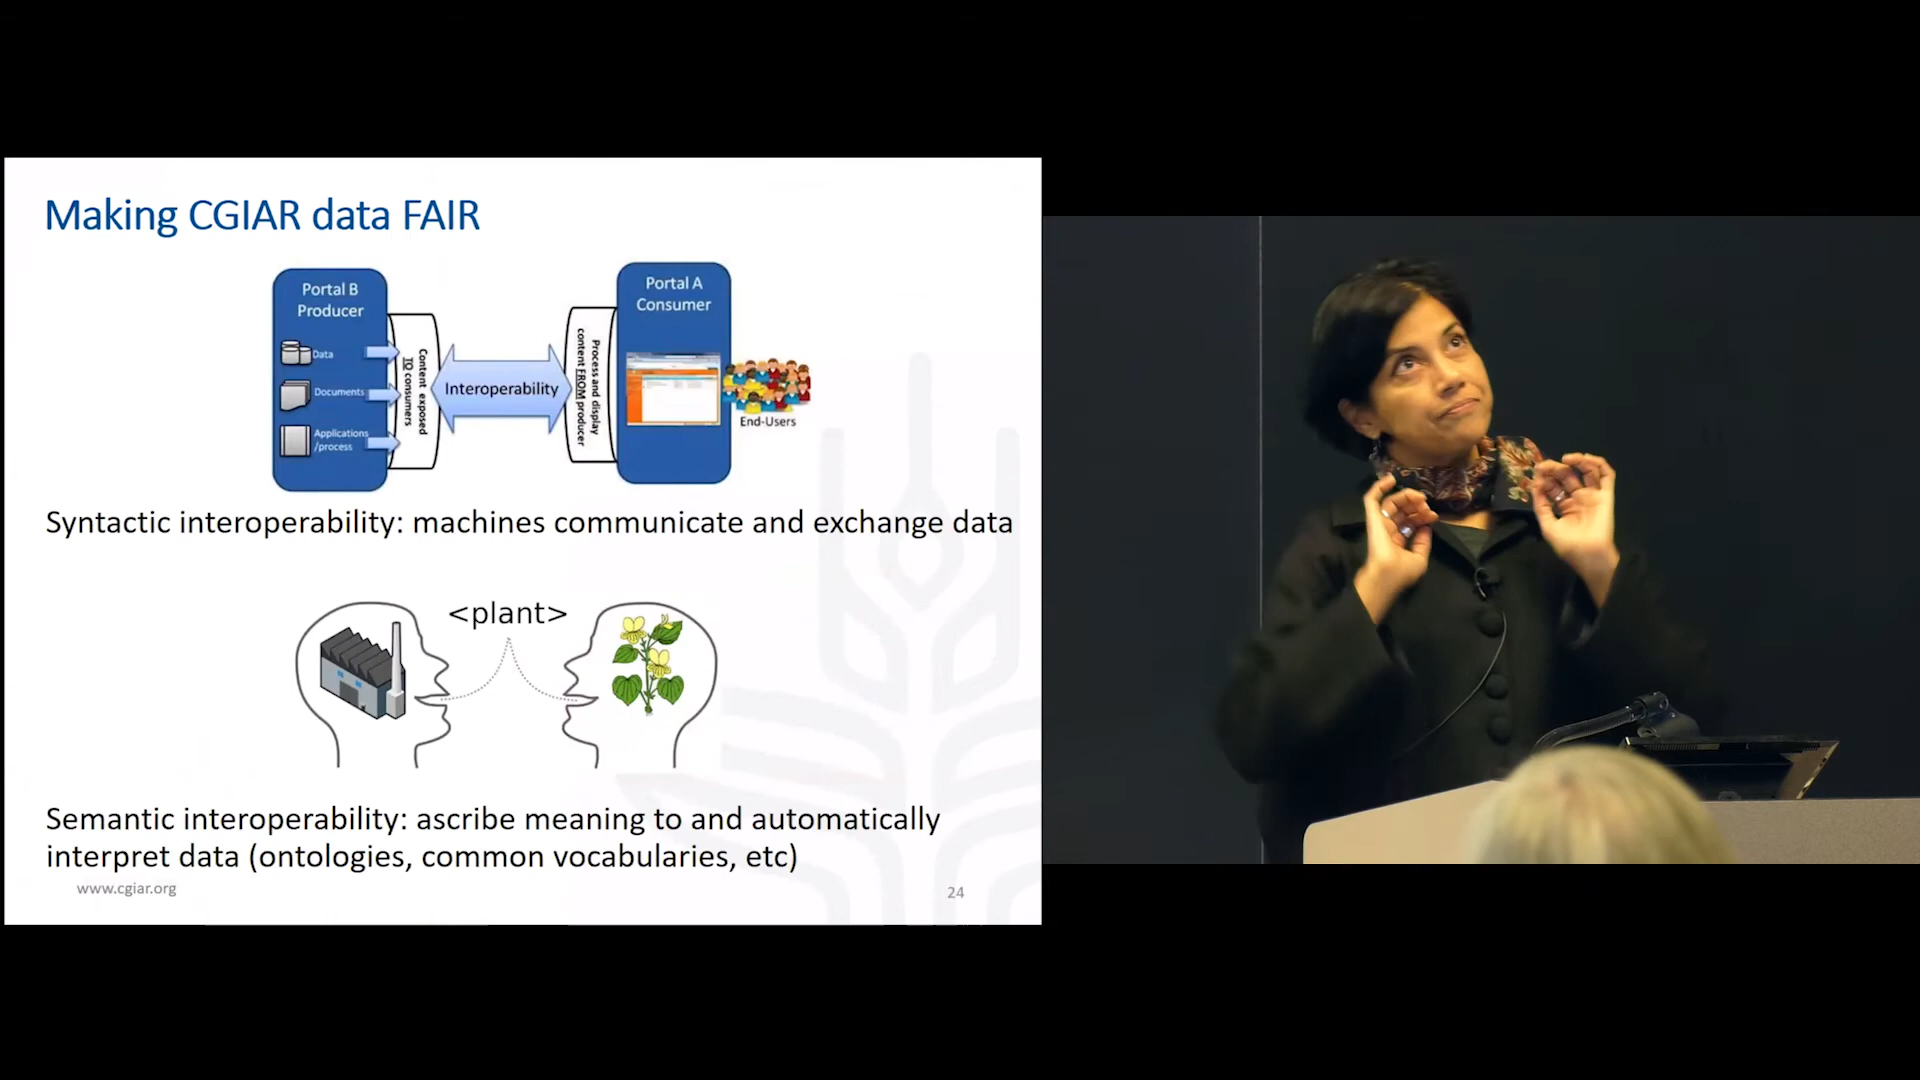 Making CGIAR data FAIR
Portal B
Producer
Data
Documents
Applications
/process
Content exposed
TO consumers
Interoperability
Process and display
content FROM producer
Portal A
Consumer
End-Users
Syntactic interoperability: machines communicate and exchange data
<plant>
Semantic interoperability: ascribe meaning to and automatically
interpret data (ontologies, common vocabularies, etc)
www.cgiar.org
24